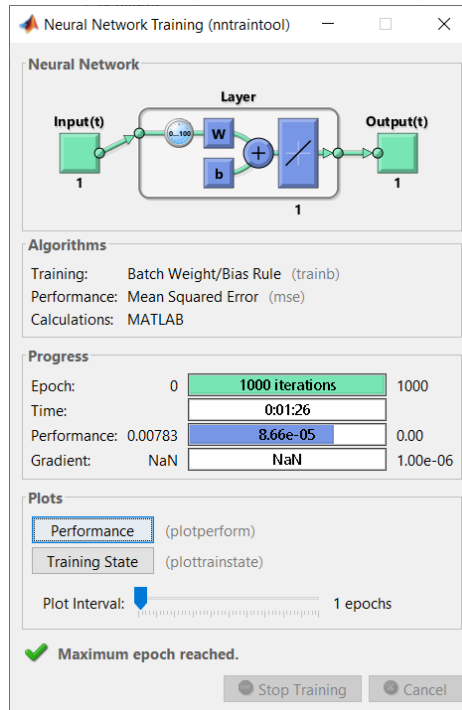 Neural Network Training (nntraintool)
Neural Network
Layer
Input(t)
Output(t)
0...100
W
b
1
1
1
Algorithms
Training: Batch Weight/Bias Rule (trainb)
Performance: Mean Squared Error (mse)
Calculations: MATLAB
Progress
Epoch: 0 1000 iterations 1000
Time: 0:01:26
Performance: 0.00783 8.66e-05 0.00
Gradient: NaN NaN 1.00e-06
Plots
Performance (plotperform)
Training State (plottrainstate)
Plot Interval: 1 epochs
Maximum epoch reached.
Stop Training Cancel